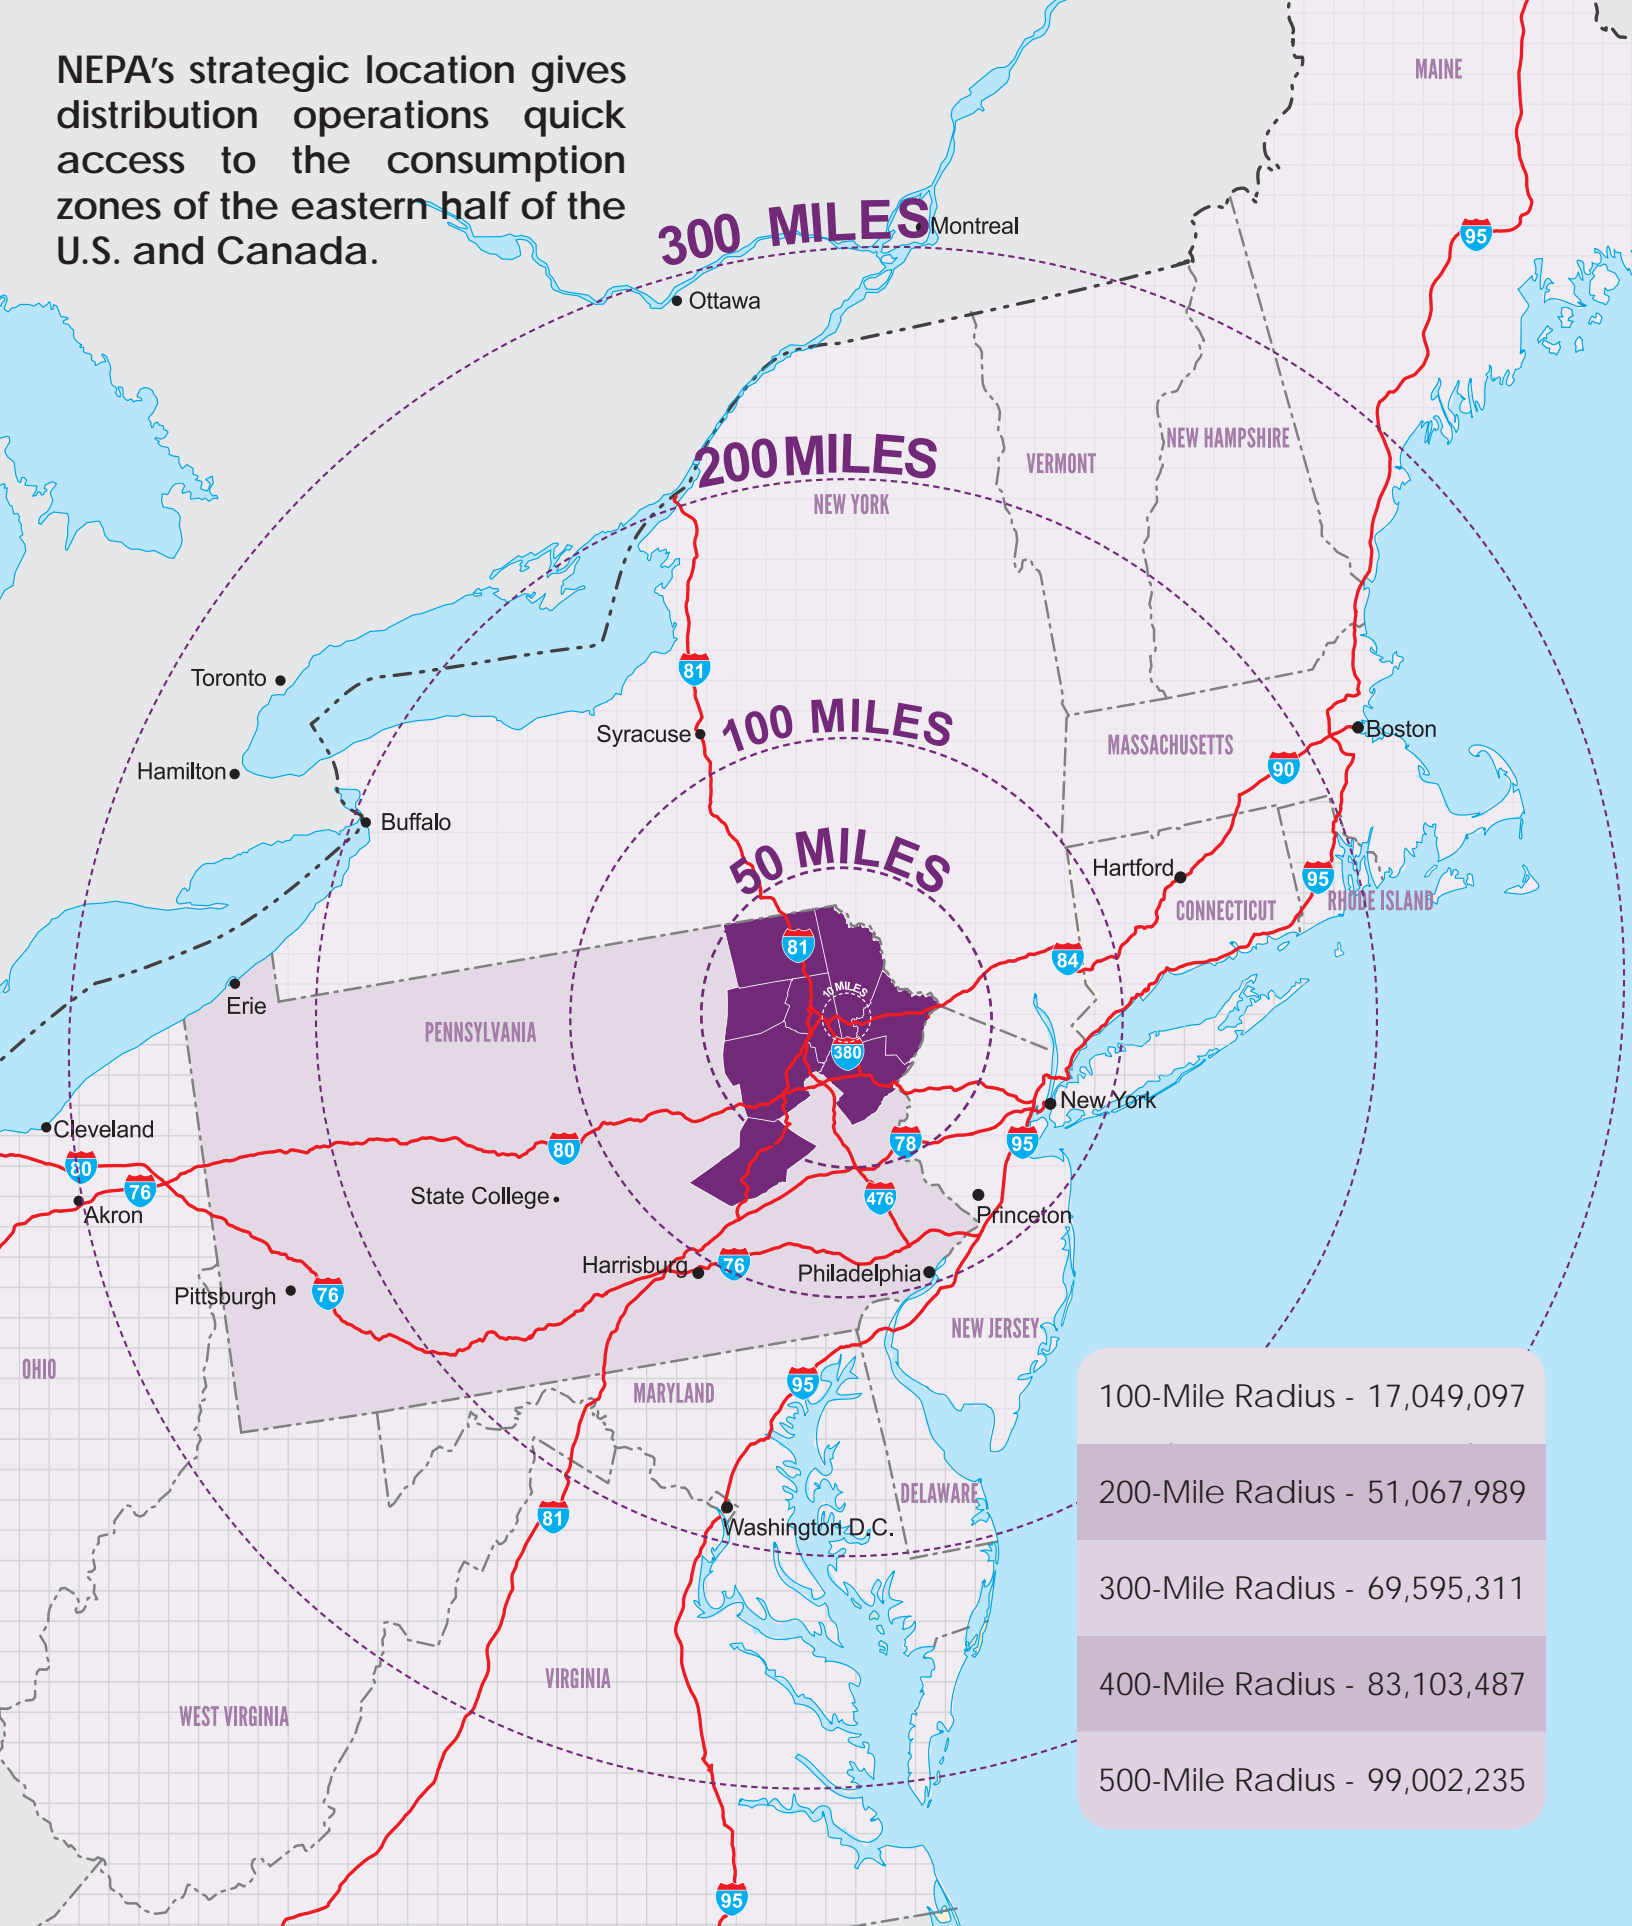 NEPA's strategic location gives
distribution operations quick
access to the consumption
zones of the eastern half of the
U.S. and Canada.
MAINE
300 MILES
Montreal
95
Ottawa
200 MILES
NEW HAMPSHIRE
VERMONT
NEW YORK
Toronto
81
Syracuse
100 MILES
Boston
MASSACHUSETTS
Hamilton
90
Buffalo
50 MILES
Hartford
95
RHODE ISLAND
CONNECTICUT
81
84
10 MILES
Erie
PENNSYLVANIA
380
New York
Cleveland
80
80
78
95
76
State College
476
Akron
Princeton
Harrisburg
76
Philadelphia
Pittsburgh
76
NEW JERSEY
OHIO
95
MARYLAND
DELAWARE
81
Washington D.C.
VIRGINIA
WEST VIRGINIA
95
100-Mile Radius - 17,049,097
200-Mile Radius - 51,067,989
300-Mile Radius - 69,595,311
400-Mile Radius - 83,103,487
500-Mile Radius - 99,002,235